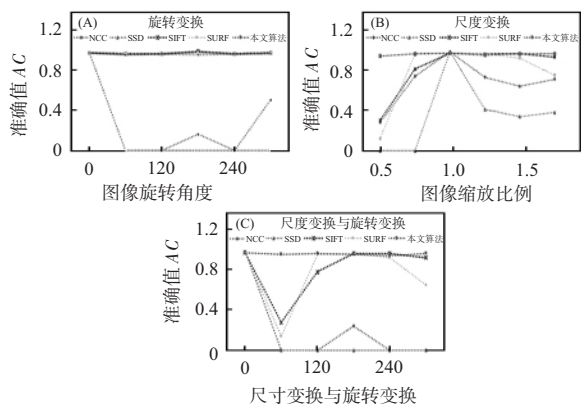 (A) 旋转变换
NCC SSD SIFT SURF 本文算法
1.2
0.8
0.4
0
准确值 AC
0 120 240
图像旋转角度
(B) 尺度变换
NCC SSD SIFT SURF 本文算法
1.2
0.8
0.4
0
准确值 AC
0.5 1.0 1.5
图像缩放比例
(C) 尺度变换与旋转变换
NCC SSD SIFT SURF 本文算法
1.2
0.8
0.4
0
准确值 AC
0 120 240
尺寸变换与旋转变换